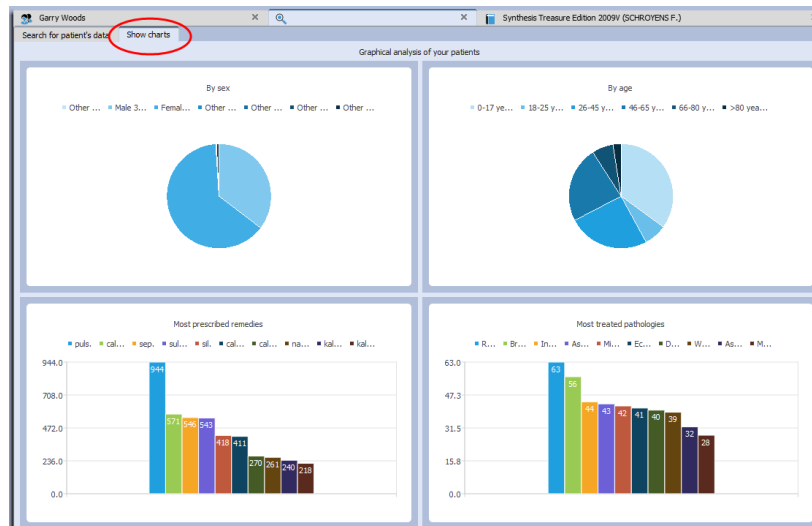 Garry Woods
Synthesis Treasure Edition 2009V (SCHROYENS F.)
Search for patient's data
Show charts
Graphical analysis of your patients
By sex
Other ... Male 3... Femal... Other ... Other ... Other ... Other ...
By age
0-17 ye... 18-25 y... 26-45 y... 46-65 y... 66-80 y... >80 yea...
Most prescribed remedies
puls. cal... sep. sul... sil. cal... cal... na... kal... kal...
944.0
708.0
472.0
236.0
0.0
944
571
546
543
418
411
270
261
240
218
Most treated pathologies
R... Br... In... As... Mi... Ec... D... W... As... M...
63.0
47.3
31.5
15.8
0.0
63
56
44
43
42
41
40
39
32
28